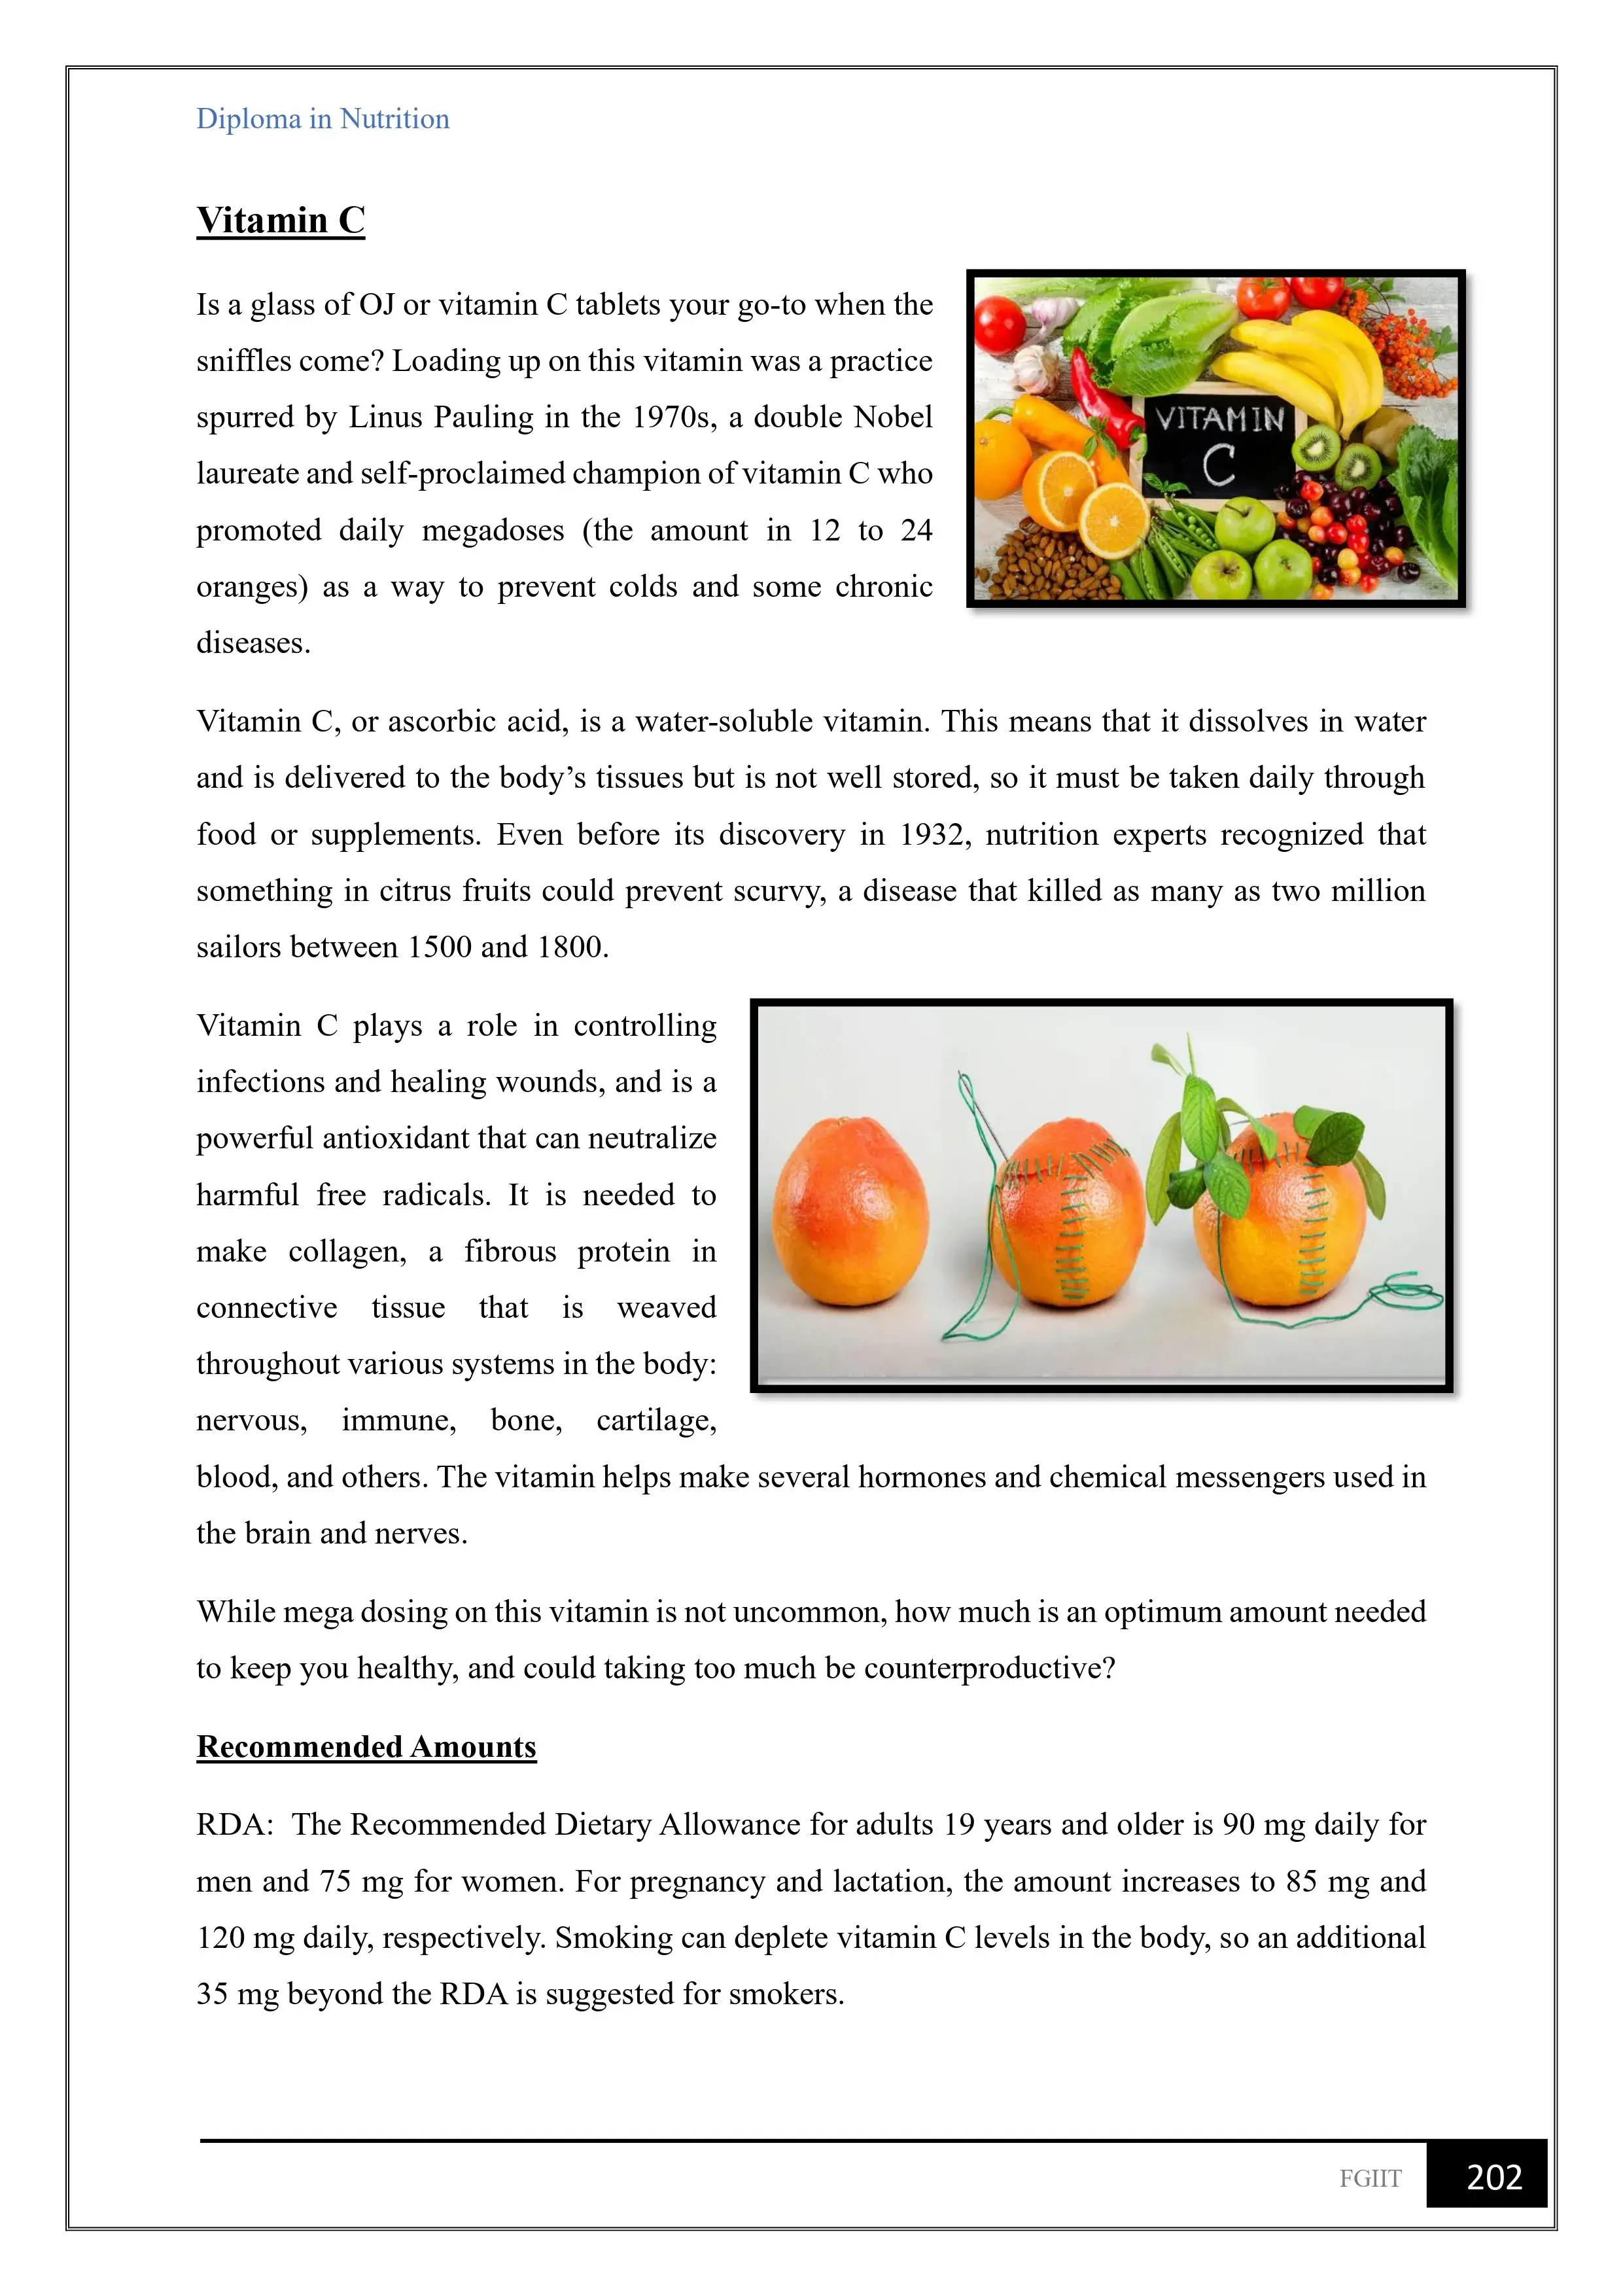 Diploma in Nutrition
Vitamin C
Is a glass of OJ or vitamin C tablets your go-to when the
sniffles come? Loading up on this vitamin was a practice
spurred by Linus Pauling in the 1970s, a double Nobel
laureate and self-proclaimed champion of vitamin C who
promoted daily megadoses (the amount in 12 to 24
oranges) as a way to prevent colds and some chronic
diseases.
VITAMIN
C
Vitamin C, or ascorbic acid, is a water-soluble vitamin. This means that it dissolves in water
and is delivered to the body’s tissues but is not well stored, so it must be taken daily through
food or supplements. Even before its discovery in 1932, nutrition experts recognized that
something in citrus fruits could prevent scurvy, a disease that killed as many as two million
sailors between 1500 and 1800.
Vitamin C plays a role in controlling
infections and healing wounds, and is a
powerful antioxidant that can neutralize
harmful free radicals. It is needed to
make collagen, a fibrous protein in
connective tissue that is weaved
throughout various systems in the body:
nervous, immune, bone, cartilage,
blood, and others. The vitamin helps make several hormones and chemical messengers used in
the brain and nerves.
While mega dosing on this vitamin is not uncommon, how much is an optimum amount needed
to keep you healthy, and could taking too much be counterproductive?
Recommended Amounts
RDA:  The Recommended Dietary Allowance for adults 19 years and older is 90 mg daily for
men and 75 mg for women. For pregnancy and lactation, the amount increases to 85 mg and
120 mg daily, respectively. Smoking can deplete vitamin C levels in the body, so an additional
35 mg beyond the RDA is suggested for smokers.
FGIIT
202